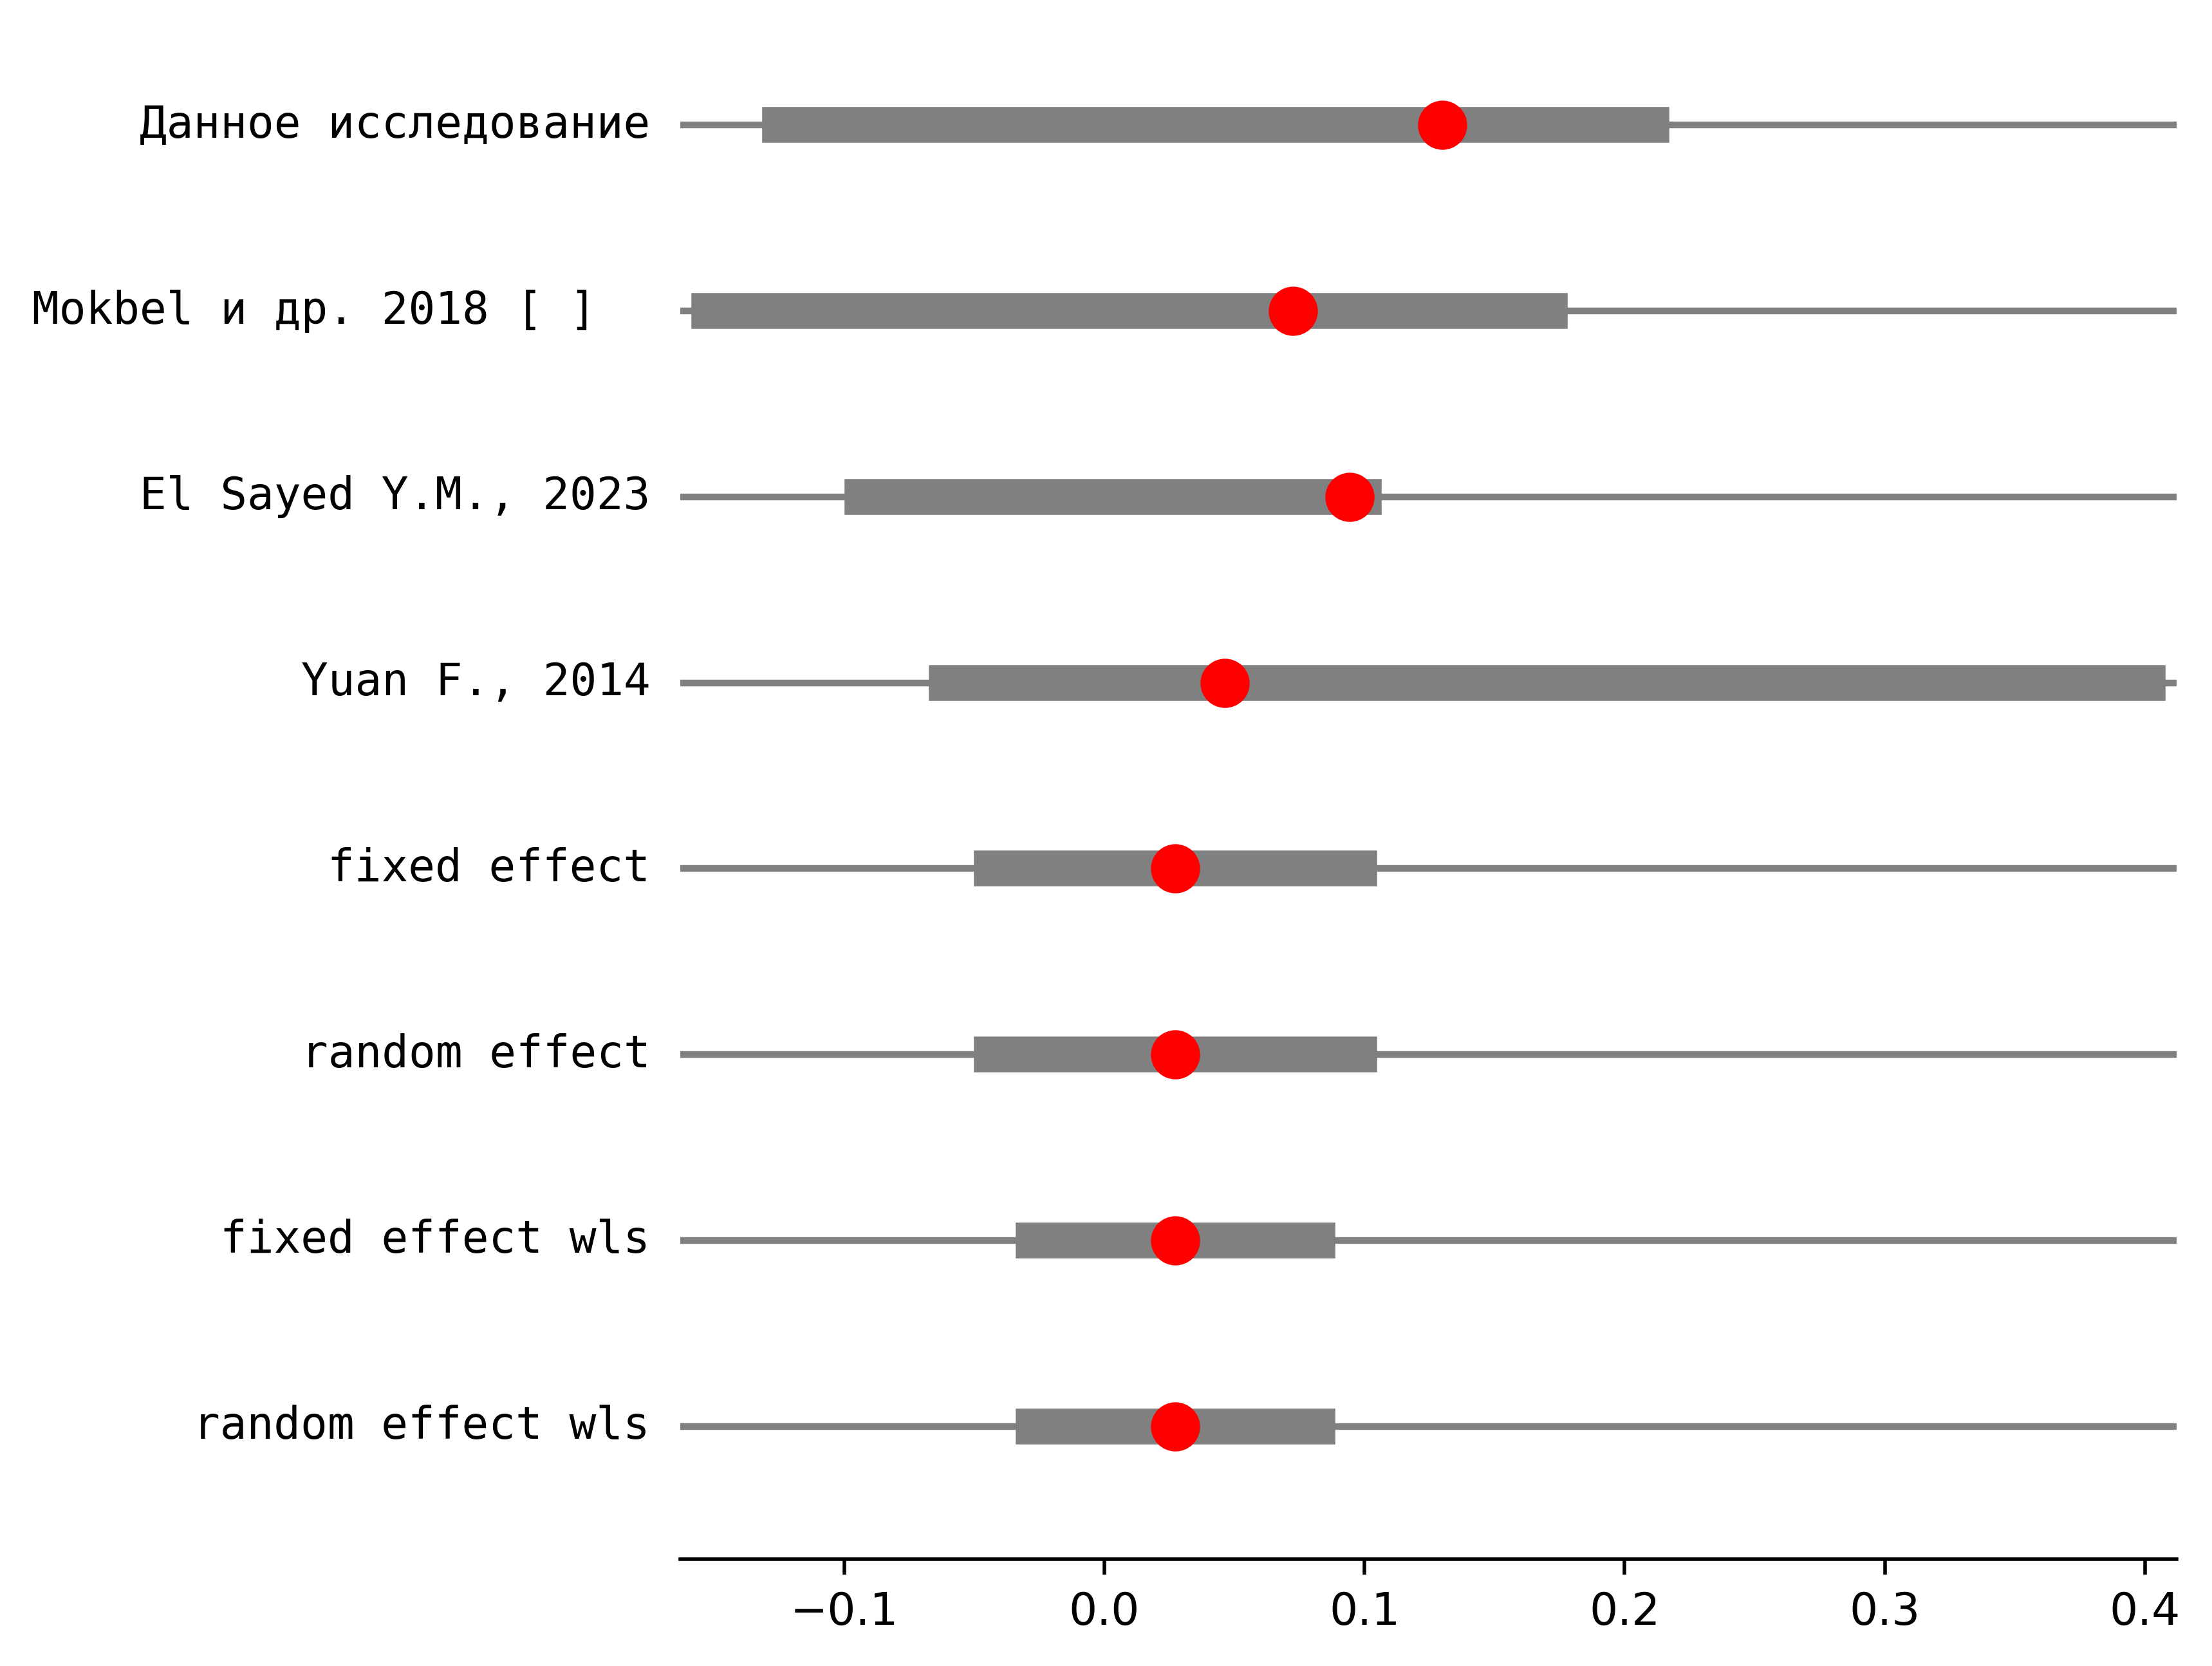 Данное исследование
Mokbel и др. 2018 [ ]
El Sayed Y.M., 2023
Yuan F., 2014
fixed effect
random effect
fixed effect wls
random effect wls
−0.1 0.0 0.1 0.2 0.3 0.4